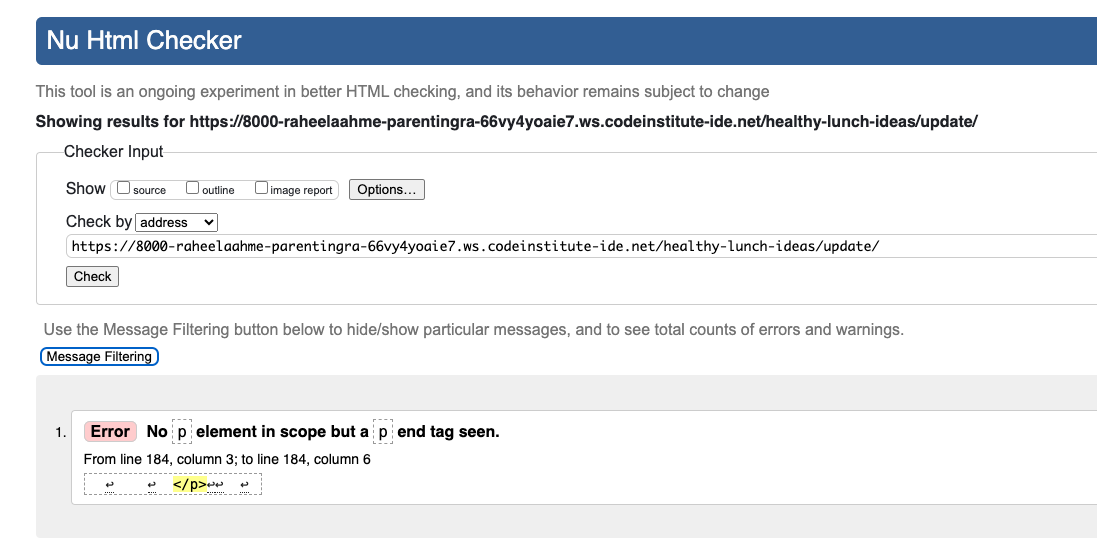 Nu Html Checker
This tool is an ongoing experiment in better HTML checking, and its behavior remains subject to change
Showing results for https://8000-raheelaahme-parentingra-66vy4yoaie7.ws.codeinstitute-ide.net/healthy-lunch-ideas/update/
Checker Input
Show source outline image report Options...
Check by address
https://8000-raheelaahme-parentingra-66vy4yoaie7.ws.codeinstitute-ide.net/healthy-lunch-ideas/update/
Check
Use the Message Filtering button below to hide/show particular messages, and to see total counts of errors and warnings.
Message Filtering
1. Error No p element in scope but a p end tag seen.
From line 184, column 3; to line 184, column 6
↩ ↩ </p>↩↩ ↩